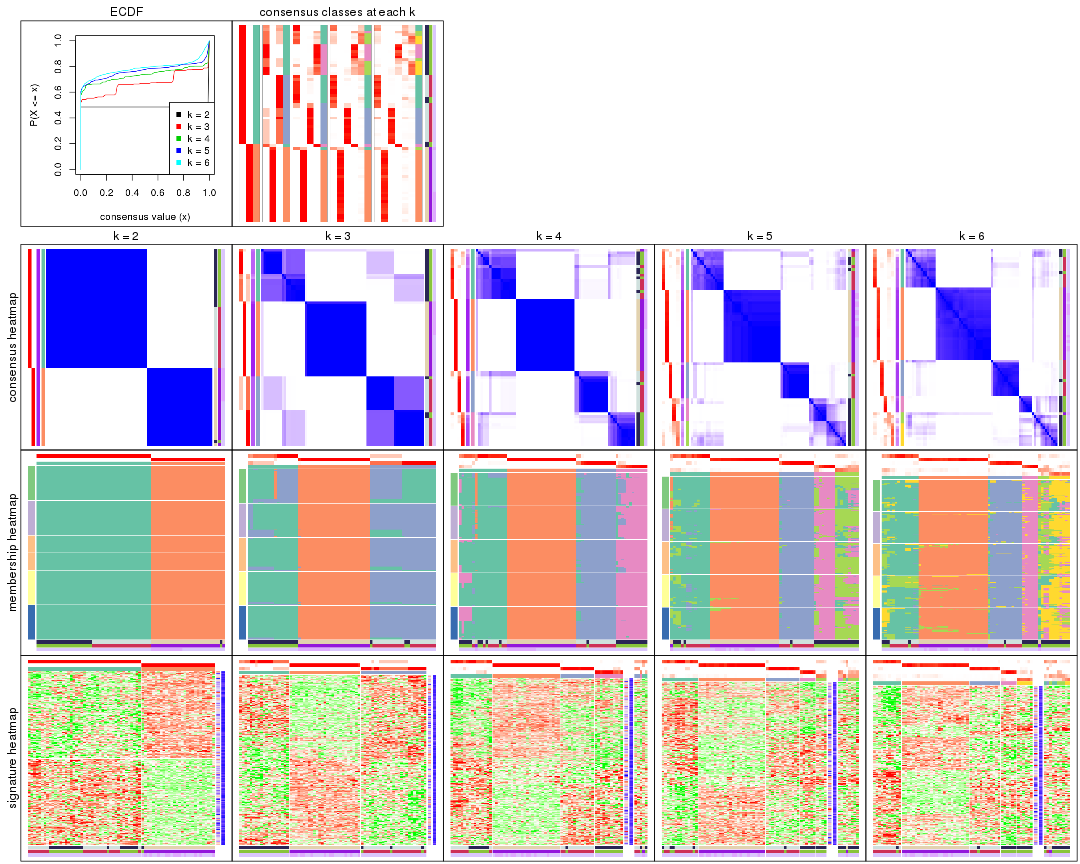 ECDF
consensus classes at each k
P(X <= x)
1.0
0.8
0.6
0.4
0.2
0.0
k = 2
k = 3
k = 4
k = 5
k = 6
0.0 0.2 0.4 0.6 0.8 1.0
consensus value (x)
k = 2
k = 3
k = 4
k = 5
k = 6
consensus heatmap
membership heatmap
signature heatmap